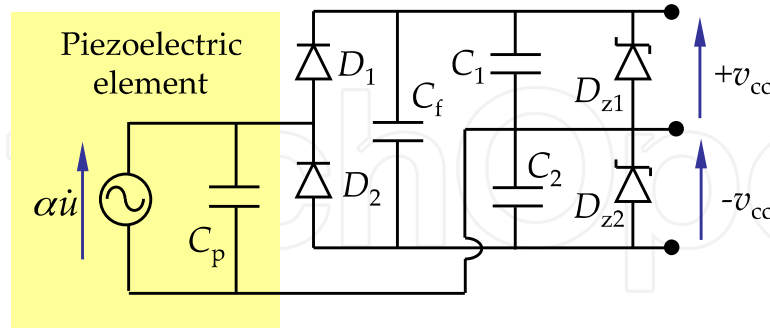 Piezoelectric
element
D1
D2
Cf
C1
C2
Dz1
Dz2
+vcc
-vcc
αu̇
Cp